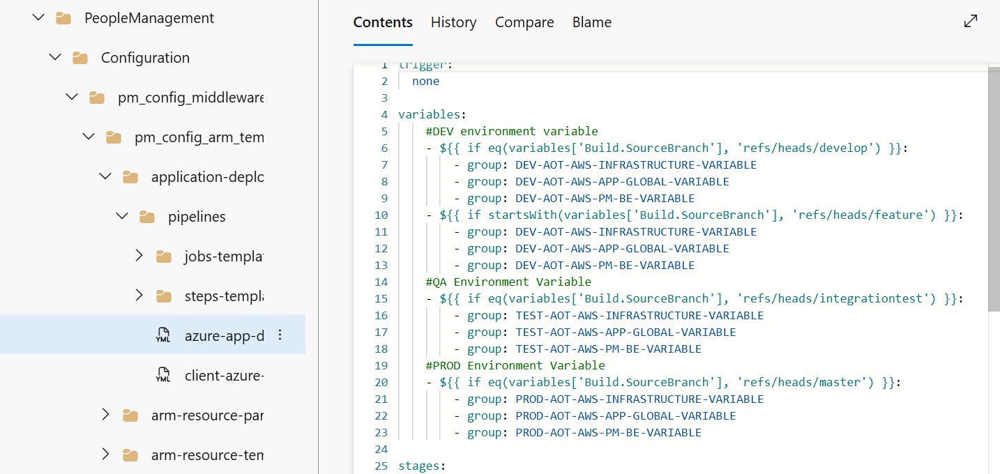 PeopleManagement
Configuration
pm_config_middleware
pm_config_arm_tem
application-deplo
pipelines
jobs-templa
steps-templa
YML azure-app-d
YML client-azure-
arm-resource-par
arm-resource-tem
Contents History Compare Blame
1 trigger:
2 none
3
4 variables:
5 #DEV environment variable
6 - ${{ if eq(variables['Build.SourceBranch'], 'refs/heads/develop') }}:
7 - group: DEV-AOT-AWS-INFRASTRUCTURE-VARIABLE
8 - group: DEV-AOT-AWS-APP-GLOBAL-VARIABLE
9 - group: DEV-AOT-AWS-PM-BE-VARIABLE
10 - ${{ if startsWith(variables['Build.SourceBranch'], 'refs/heads/feature') }}:
11 - group: DEV-AOT-AWS-INFRASTRUCTURE-VARIABLE
12 - group: DEV-AOT-AWS-APP-GLOBAL-VARIABLE
13 - group: DEV-AOT-AWS-PM-BE-VARIABLE
14 #QA Environment Variable
15 - ${{ if eq(variables['Build.SourceBranch'], 'refs/heads/integrationtest') }}:
16 - group: TEST-AOT-AWS-INFRASTRUCTURE-VARIABLE
17 - group: TEST-AOT-AWS-APP-GLOBAL-VARIABLE
18 - group: TEST-AOT-AWS-PM-BE-VARIABLE
19 #PROD Environment Variable
20 - ${{ if eq(variables['Build.SourceBranch'], 'refs/heads/master') }}:
21 - group: PROD-AOT-AWS-INFRASTRUCTURE-VARIABLE
22 - group: PROD-AOT-AWS-APP-GLOBAL-VARIABLE
23 - group: PROD-AOT-AWS-PM-BE-VARIABLE
24
25 stages: